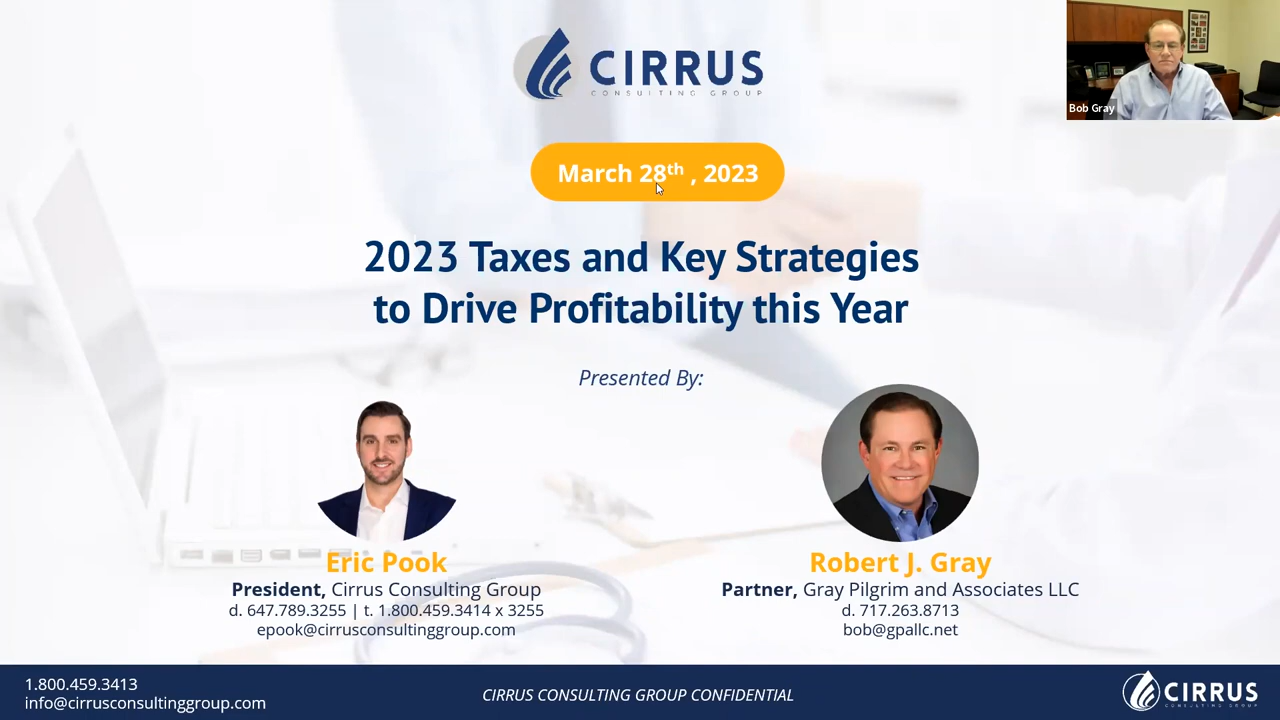 CIRRUS
CONSULTING GROUP
Bob Gray
March 28th , 2023
2023 Taxes and Key Strategies
to Drive Profitability this Year
Presented By:
Eric Pook
President, Cirrus Consulting Group
d. 647.789.3255 | t. 1.800.459.3414 x 3255
epook@cirrusconsultinggroup.com
Robert J. Gray
Partner, Gray Pilgrim and Associates LLC
d. 717.263.8713
bob@gpallc.net
1.800.459.3413
info@cirrusconsultinggroup.com
CIRRUS CONSULTING GROUP CONFIDENTIAL
CIRRUS
CONSULTING GROUP